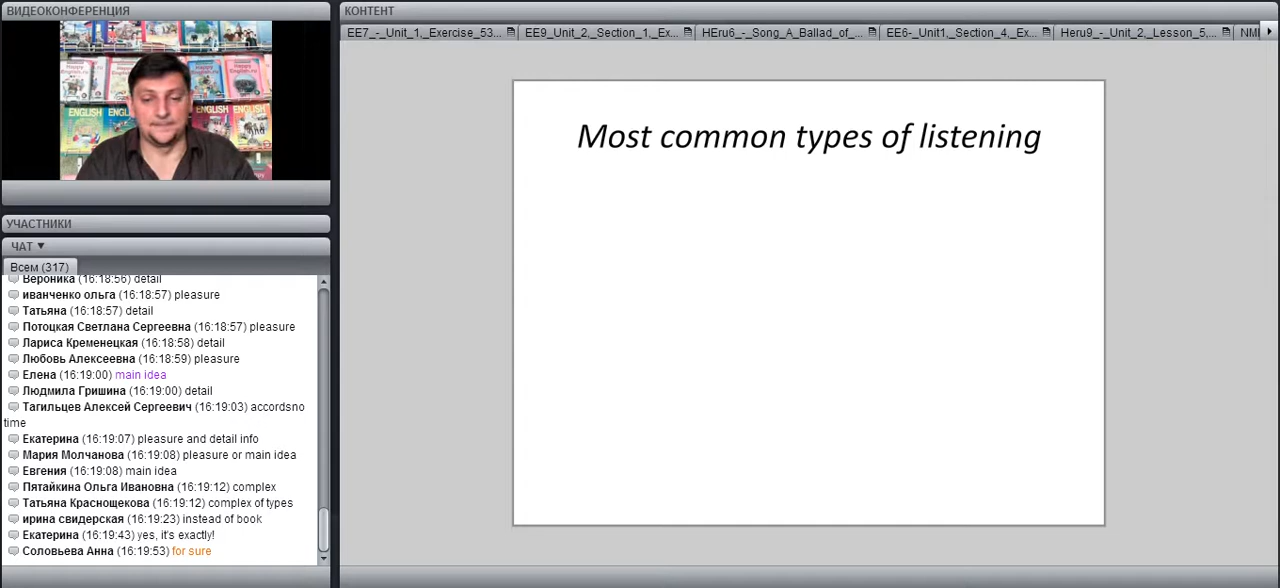 ВИДЕОКОНФЕРЕНЦИЯ
ENGLISH
ENGLISH
ENGLISH
УЧАСТНИКИ
ЧАТ ▼
Всем (317)
Вероника (16:18:56) detail
иванченко ольга (16:18:57) pleasure
Татьяна (16:18:57) detail
Потоцкая Светлана Сергеевна (16:18:57) pleasure
Лариса Кременецкая (16:18:58) detail
Любовь Алексеевна (16:18:59) pleasure
Елена (16:19:00) main idea
Людмила Гришина (16:19:00) detail
Тагильцев Алексей Сергеевич (16:19:03) accordsno
time
Екатерина (16:19:07) pleasure and detail info
Мария Молчанова (16:19:08) pleasure or main idea
Евгения (16:19:08) main idea
Пятайкина Ольга Ивановна (16:19:12) complex
Татьяна Краснощекова (16:19:12) complex of types
ирина свидерская (16:19:23) instead of book
Екатерина (16:19:43) yes, it's exactly!
Соловьева Анна (16:19:53) for sure
КОНТЕНТ
EE7_-_Unit_1,_Exercise_53... EE9_Unit_2,_Section_1,_Ex... HEru6_-_Song_A_Ballad_of_... EE6-_Unit1,_Section_4,_Ex... Heru9_-_Unit_2,_Lesson_5,... NMI
Most common types of listening